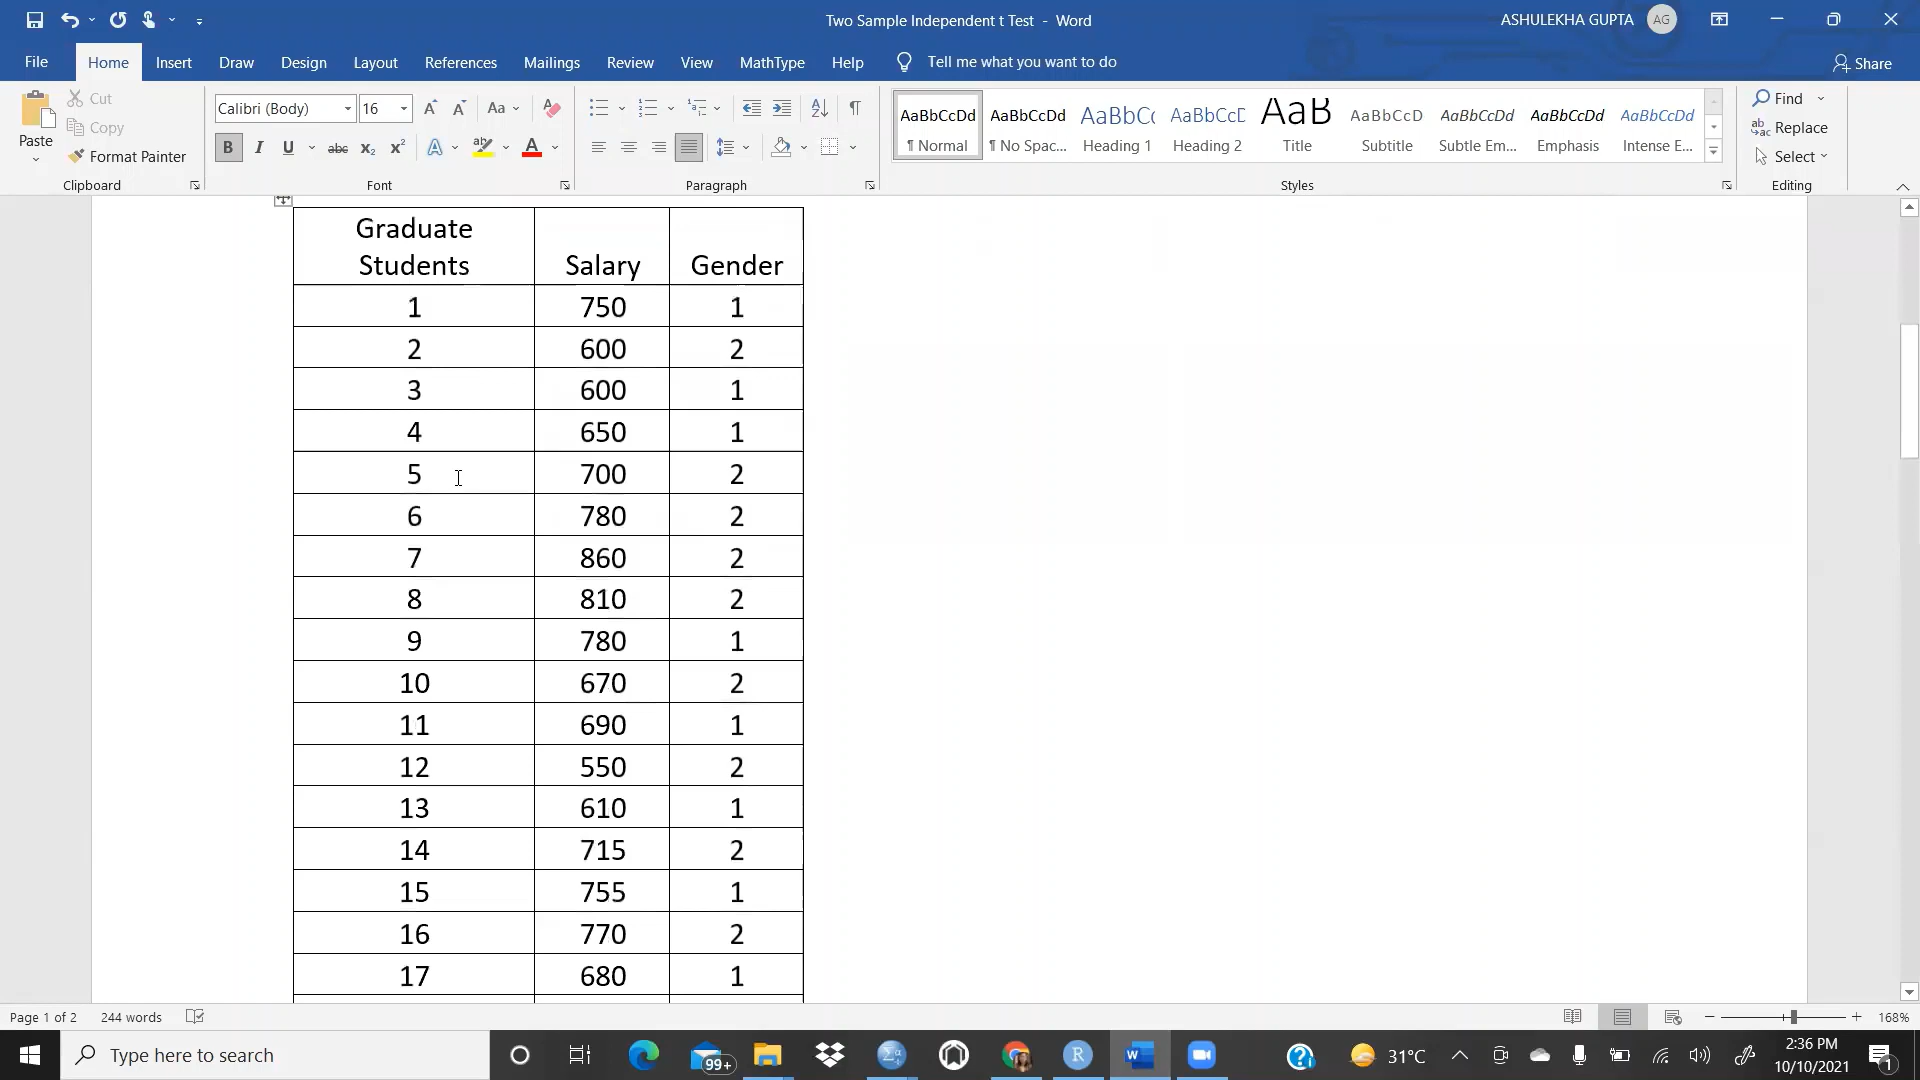 Two Sample Independent t Test - Word
ASHULEKHA GUPTA AG
File Home Insert Draw Design Layout References Mailings Review View MathType Help Tell me what you want to do Share
Paste Cut
Copy
Format Painter
Clipboard
Calibri (Body) 16 Aa
B I U abc x₂ x² A A
Font
Paragraph
AaBbCcDd AaBbCcDd AaBbCc AaBbCcD AaB AaBbCcD AaBbCcDd AaBbCcDd AaBbCcDd
¶ Normal ¶ No Spac... Heading 1 Heading 2 Title Subtitle Subtle Em... Emphasis Intense E...
Styles
Find
Replace
Select
Editing
Graduate
Students Salary Gender
1 750 1
2 600 2
3 600 1
4 650 1
5 700 2
6 780 2
7 860 2
8 810 2
9 780 1
10 670 2
11 690 1
12 550 2
13 610 1
14 715 2
15 755 1
16 770 2
17 680 1
Page 1 of 2 244 words 168%
Type here to search
99+
31°C
2:36 PM
10/10/2021
1